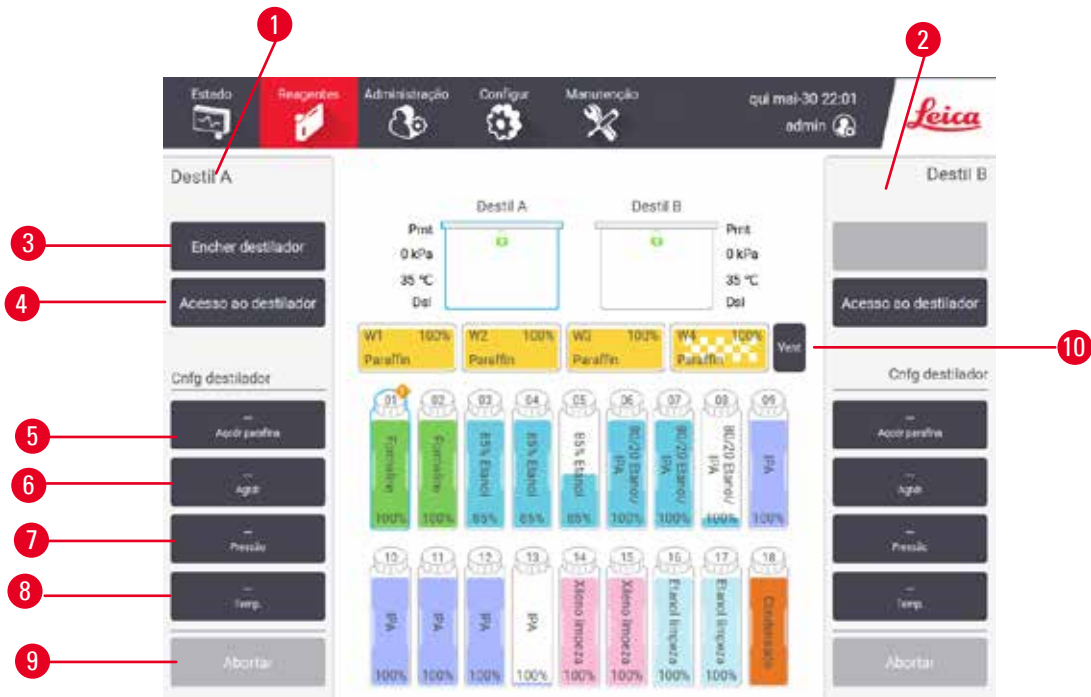 1
2
Estado
Reagentes
Administração
Configur
Manutenção
qui mai-30 22:01
admin
Leica
Destil A
Destil B
3
Encher destilador
4
Acesso ao destilador
Acesso ao destilador
Destil A
Destil B
Pmt
0 kPa
35 °C
Dsl
Pmt
0 kPa
35 °C
Dsl
W1 100%
Paraffin
W2 100%
Paraffin
W3 100%
Paraffin
W4 100%
Paraffin
Vent
10
Cnfg destilador
Cnfg destilador
5
--
Agitr parafina
--
Agitr parafina
6
--
Agitr
--
Agitr
7
--
Pressão
--
Pressão
8
--
Temp.
--
Temp.
9
Abortar
Abortar
01
Formalina
100%
02
Formalina
100%
03
85% Etanol
85%
04
85% Etanol
85%
05
85% Etanol
85%
06
80/20 Etanol/
IPA
100%
07
80/20 Etanol/
IPA
100%
08
80/20 Etanol/
IPA
100%
09
IPA
100%
10
IPA
100%
11
IPA
100%
12
IPA
100%
13
IPA
100%
14
Xileno limpeza
100%
15
Xileno limpeza
100%
16
Etanol limpeza
100%
17
Etanol limpeza
100%
18
Condensado